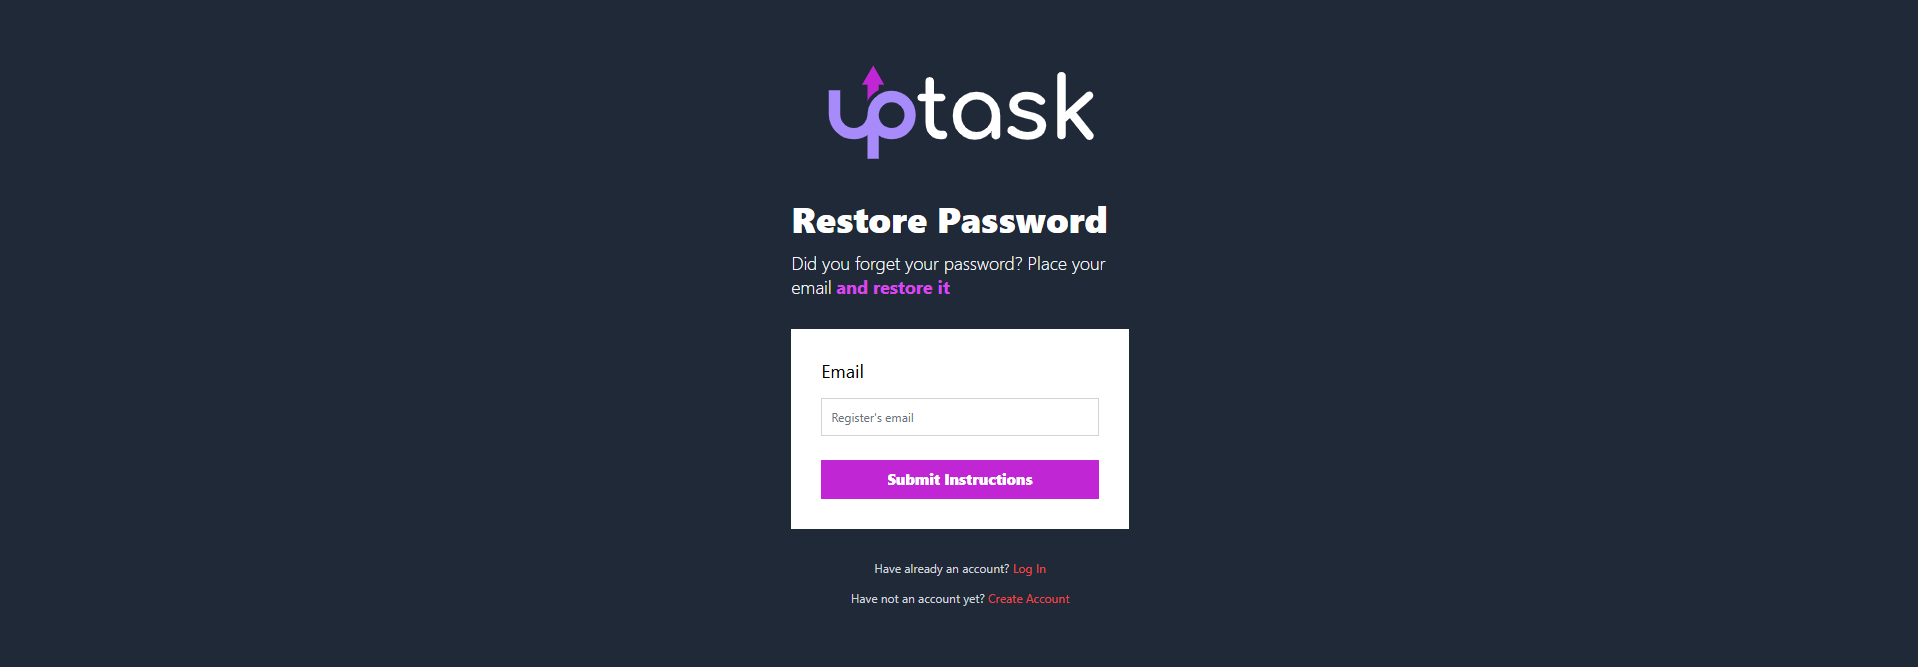 uptask
Restore Password
Did you forget your password? Place your
email and restore it
Email
Register's email
Submit Instructions
Have already an account? Log In
Have not an account yet? Create Account